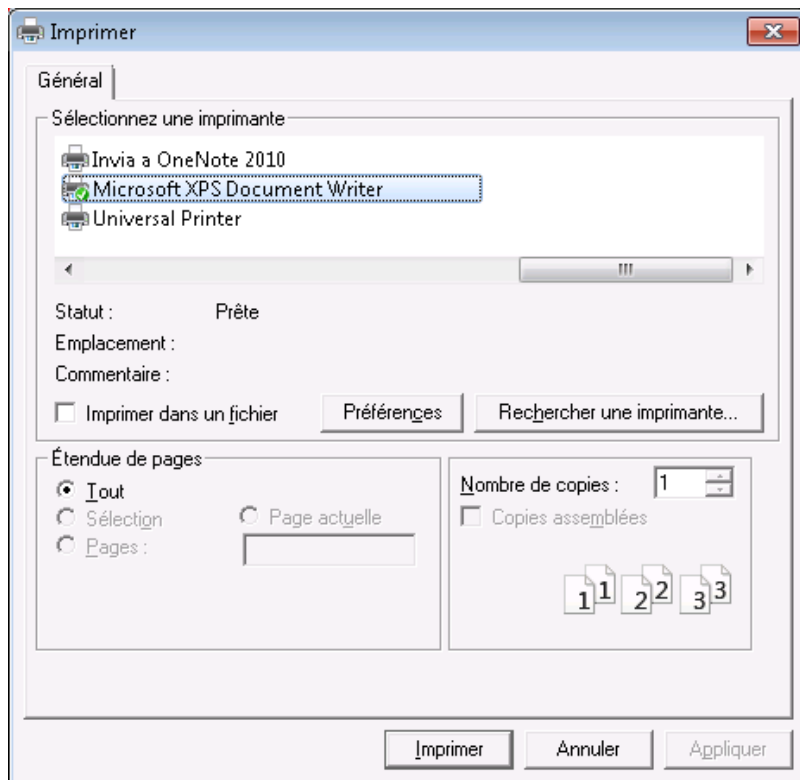 Imprimer
Général
Sélectionnez une imprimante
Invia a OneNote 2010
Microsoft XPS Document Writer
Universal Printer
Statut : Prête
Emplacement :
Commentaire :
Imprimer dans un fichier Préférences Rechercher une imprimante...
Étendue de pages
Tout
Sélection Page actuelle
Pages :
Nombre de copies : 1
Copies assemblées
1 1 2 2 3 3
Imprimer Annuler Appliquer